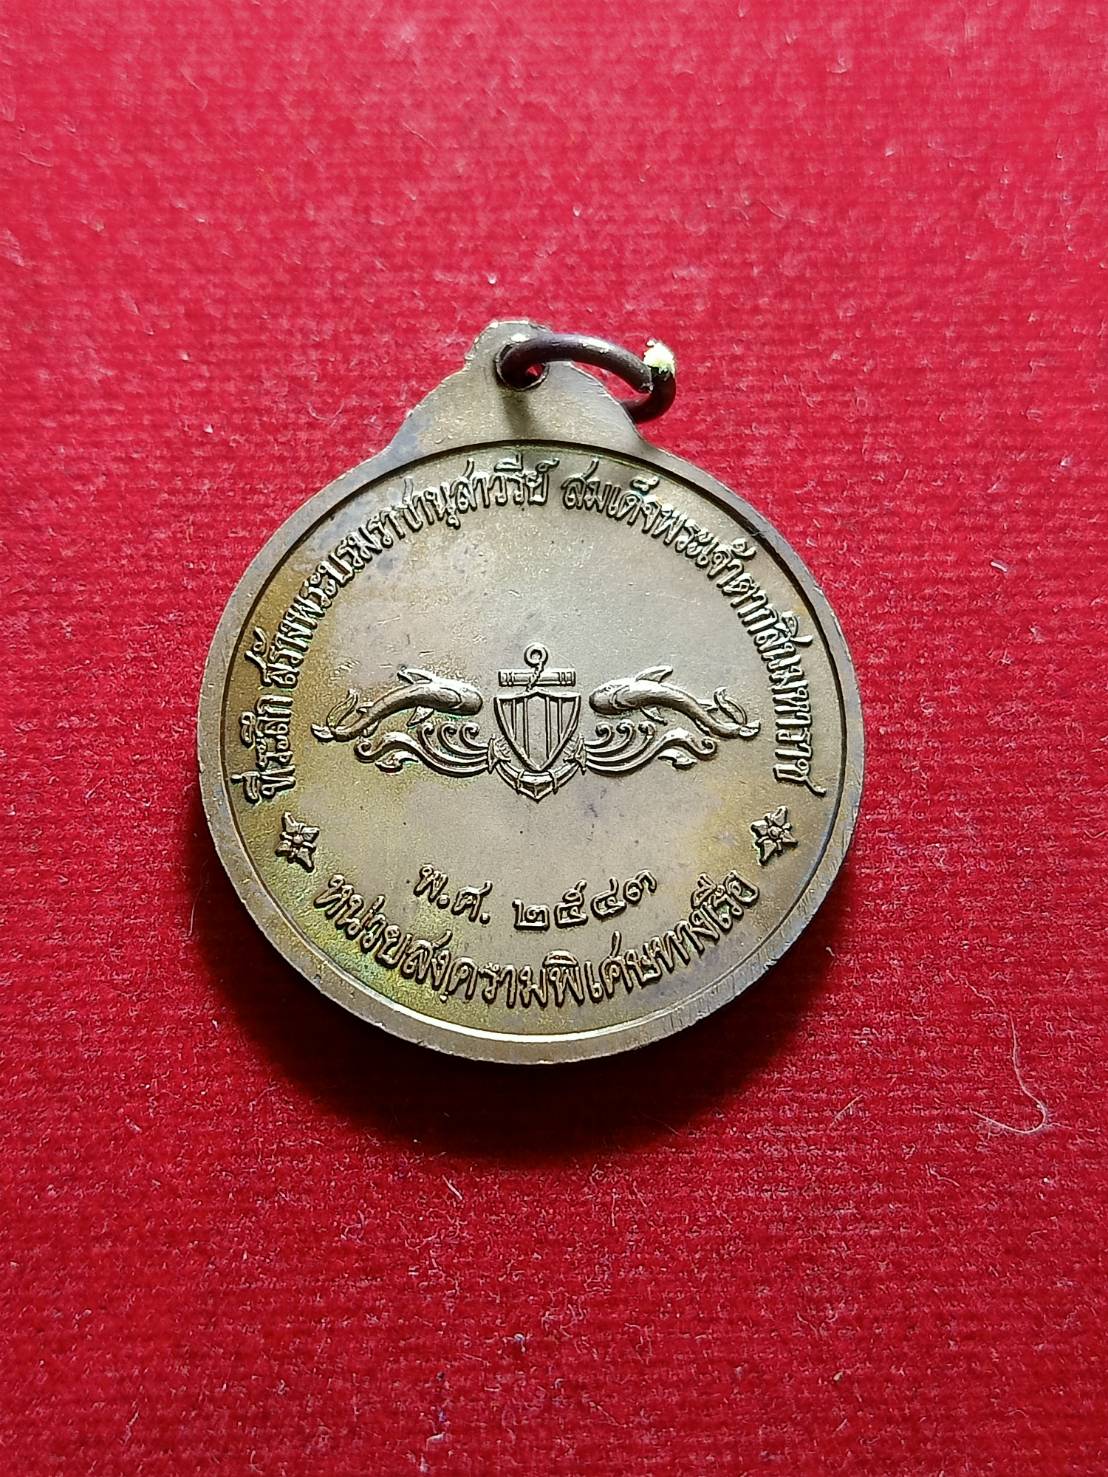 ที่ระลึก สร้างพระบรมราชานุสาวรีย์ สมเด็จพระเจ้าตากสินมหาราช
พ.ศ. ๒๕๔๓
หน่วยสงครามพิเศษทางเรือ